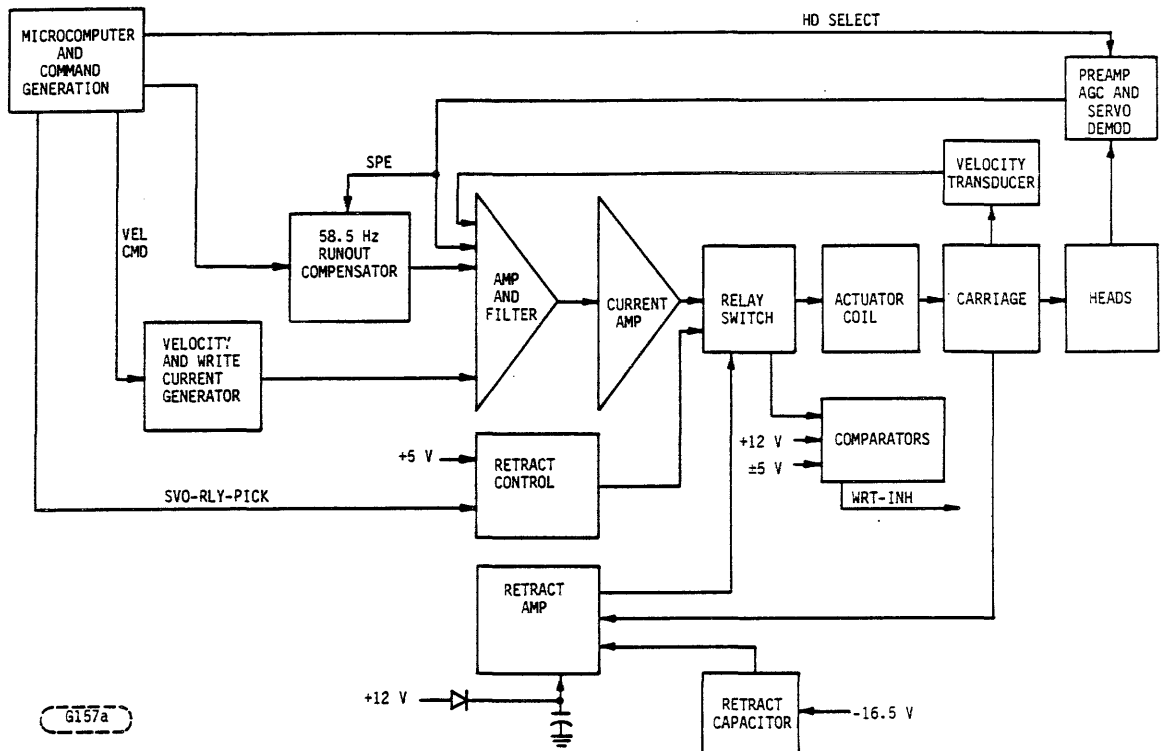 HD SELECT
MICROCOMPUTER
AND
COMMAND
GENERATION
PREAMP
AGC AND
SERVO
DEMOD
SPE
VELOCITY
TRANSDUCER
VEL
CMD
58.5 Hz
RUNOUT
COMPENSATOR
AMP
AND
FILTER
CURRENT
AMP
RELAY
SWITCH
ACTUATOR
COIL
CARRIAGE
HEADS
VELOCITY
AND WRITE
CURRENT
GENERATOR
+12 V
±5 V
COMPARATORS
+5 V
RETRACT
CONTROL
SVO-RLY-PICK
WRT-INH
RETRACT
AMP
+12 V
RETRACT
CAPACITOR
-16.5 V
G157a